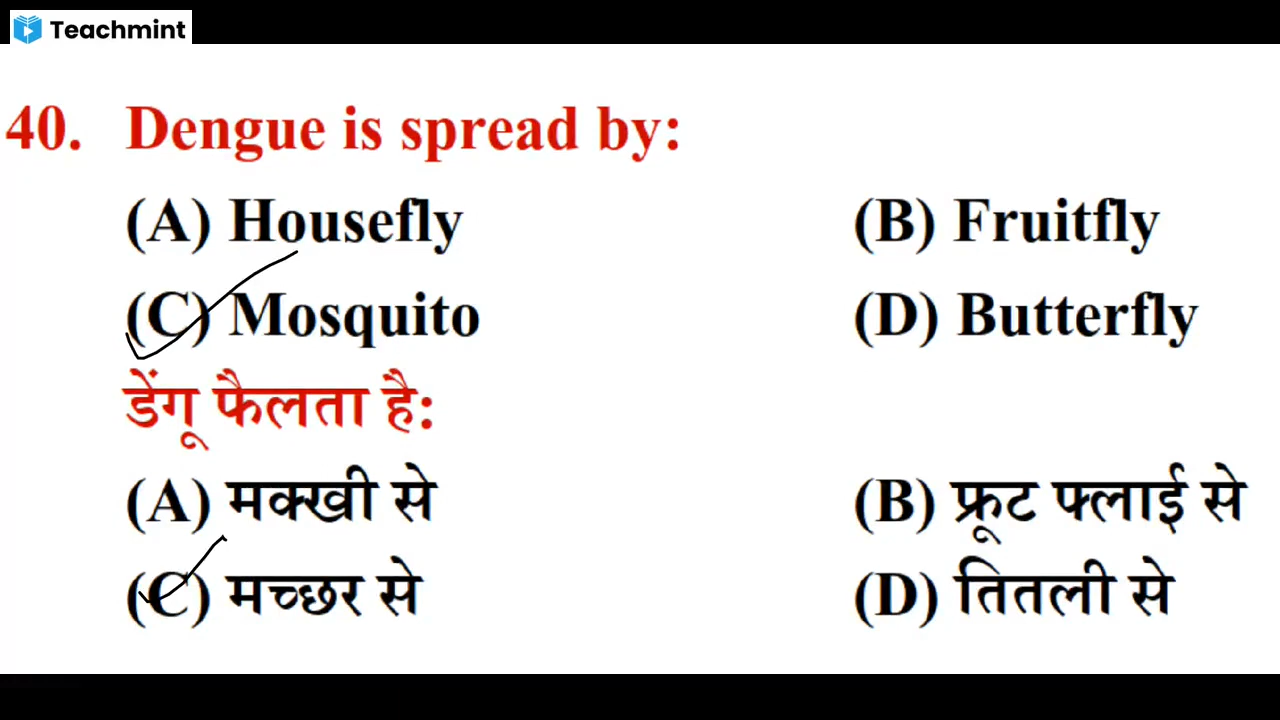 Teachmint
40. Dengue is spread by:
(A) Housefly (B) Fruitfly
(C) Mosquito (D) Butterfly
डेंगू फैलता है:
(A) मक्खी से (B) फ्रूट फ्लाई से
(C) मच्छर से (D) तितली से